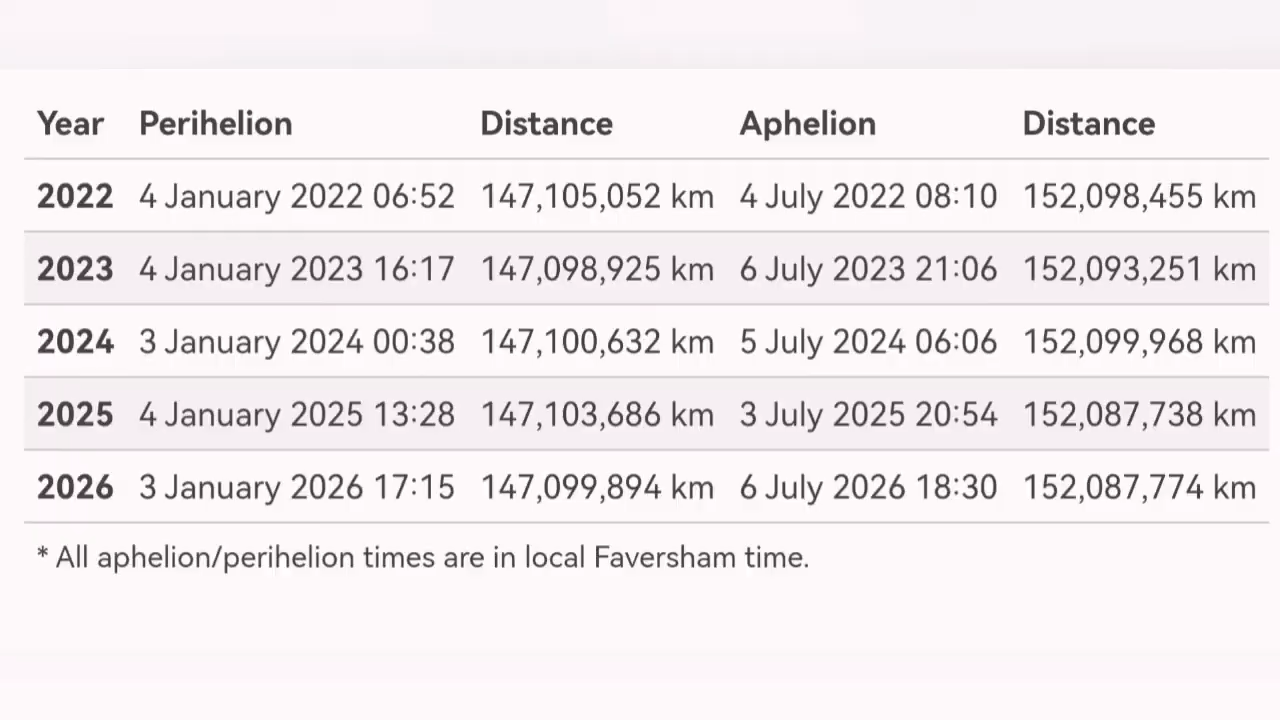 Year Perihelion Distance Aphelion Distance
2022 4 January 2022 06:52 147,105,052 km 4 July 2022 08:10 152,098,455 km
2023 4 January 2023 16:17 147,098,925 km 6 July 2023 21:06 152,093,251 km
2024 3 January 2024 00:38 147,100,632 km 5 July 2024 06:06 152,099,968 km
2025 4 January 2025 13:28 147,103,686 km 3 July 2025 20:54 152,087,738 km
2026 3 January 2026 17:15 147,099,894 km 6 July 2026 18:30 152,087,774 km
* All aphelion/perihelion times are in local Faversham time.